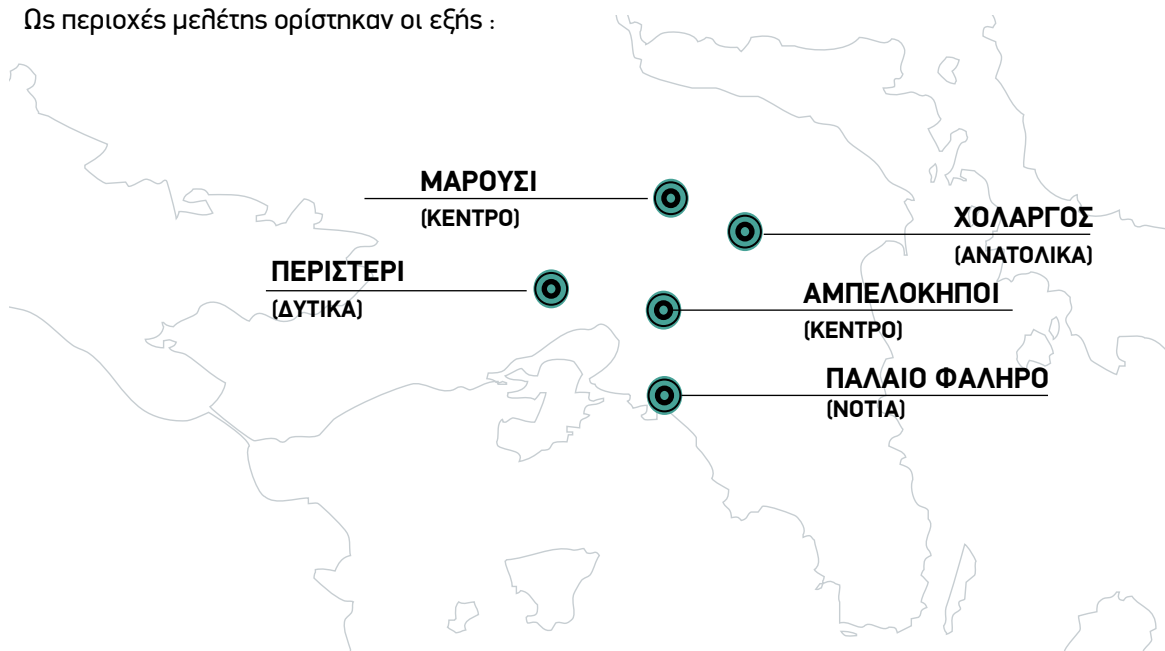 Ως περιοχές μελέτης ορίστηκαν οι εξής :
ΜΑΡΟΥΣΙ
(ΚΕΝΤΡΟ)
ΧΟΛΑΡΓΟΣ
(ΑΝΑΤΟΛΙΚΑ)
ΠΕΡΙΣΤΕΡΙ
(ΔΥΤΙΚΑ)
ΑΜΠΕΛΟΚΗΠΟΙ
(ΚΕΝΤΡΟ)
ΠΑΛΑΙΟ ΦΑΛΗΡΟ
(ΝΟΤΙΑ)